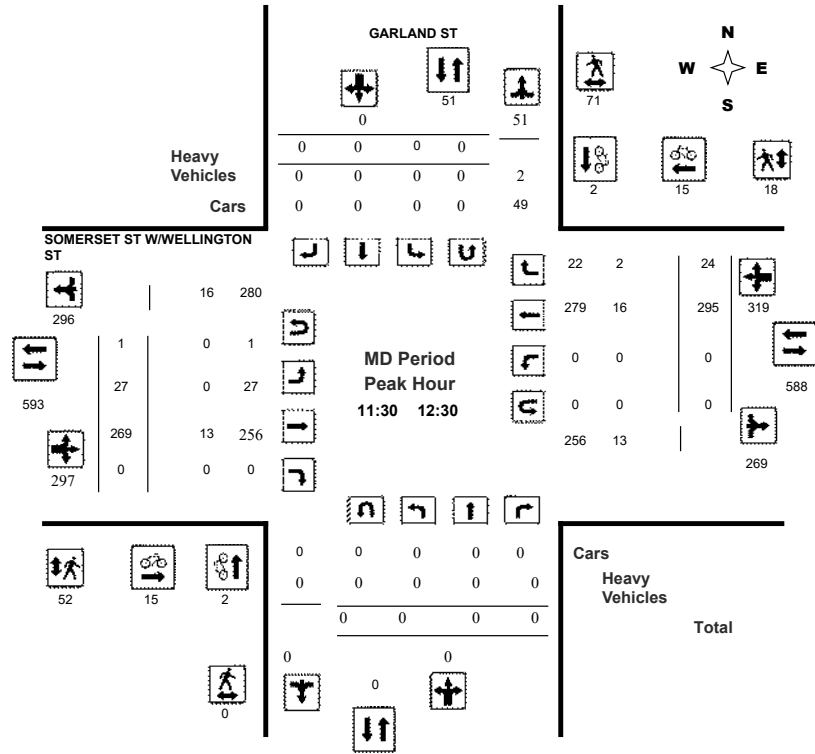 GARLAND ST
N
W E
S
51
71
0 51
0 0 0 0
Heavy
Vehicles
0 0 0 0 2
2 15 18
Cars
0 0 0 0 49
SOMERSET ST W/WELLINGTON
ST
22 2 24
16 280
279 16 295 319
296
1 0 1
0 0 0
MD Period
Peak Hour
11:30 12:30
593
27 0 27
588
0 0 0
269 13 256
256 13
269
297
0 0 0
0 0 0 0
Cars
52 15 2
0 0 0 0 0
Heavy
Vehicles
0 0 0 0
Total
0 0
0
0